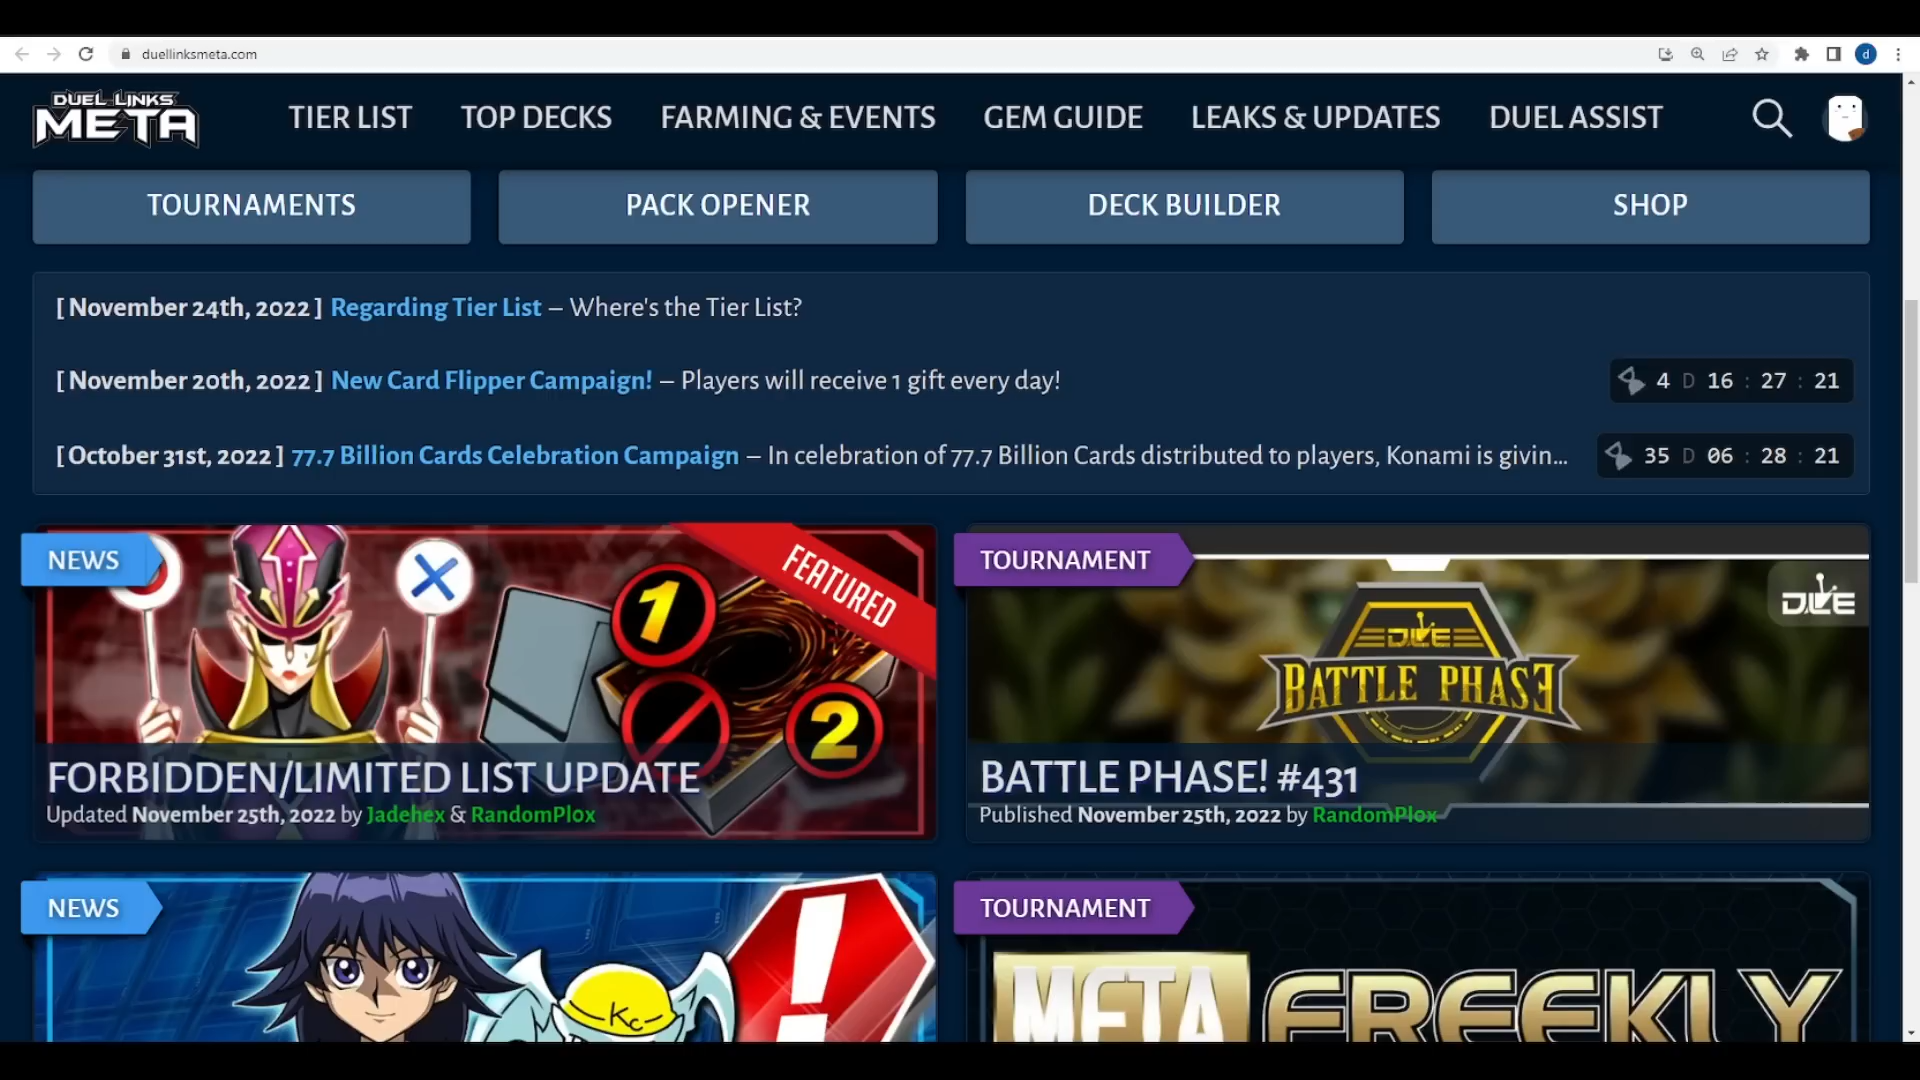 duellinksmeta.com
d
DUEL LINKS
META
TIER LIST
TOP DECKS
FARMING & EVENTS
GEM GUIDE
LEAKS & UPDATES
DUEL ASSIST
TOURNAMENTS
PACK OPENER
DECK BUILDER
SHOP
[ November 24th, 2022 ] Regarding Tier List – Where's the Tier List?
[ November 20th, 2022 ] New Card Flipper Campaign! – Players will receive 1 gift every day!
4 D 16 : 27 : 21
[ October 31st, 2022 ] 77.7 Billion Cards Celebration Campaign – In celebration of 77.7 Billion Cards distributed to players, Konami is givin...
35 D 06 : 28 : 21
NEWS
FEATURED
1
2
FORBIDDEN/LIMITED LIST UPDATE
Updated November 25th, 2022 by Jadehex & RandomPlox
TOURNAMENT
DLE
DLE
BATTLE PHASE
BATTLE PHASE! #431
Published November 25th, 2022 by RandomPlox
NEWS
KC
TOURNAMENT
META FREEKLY